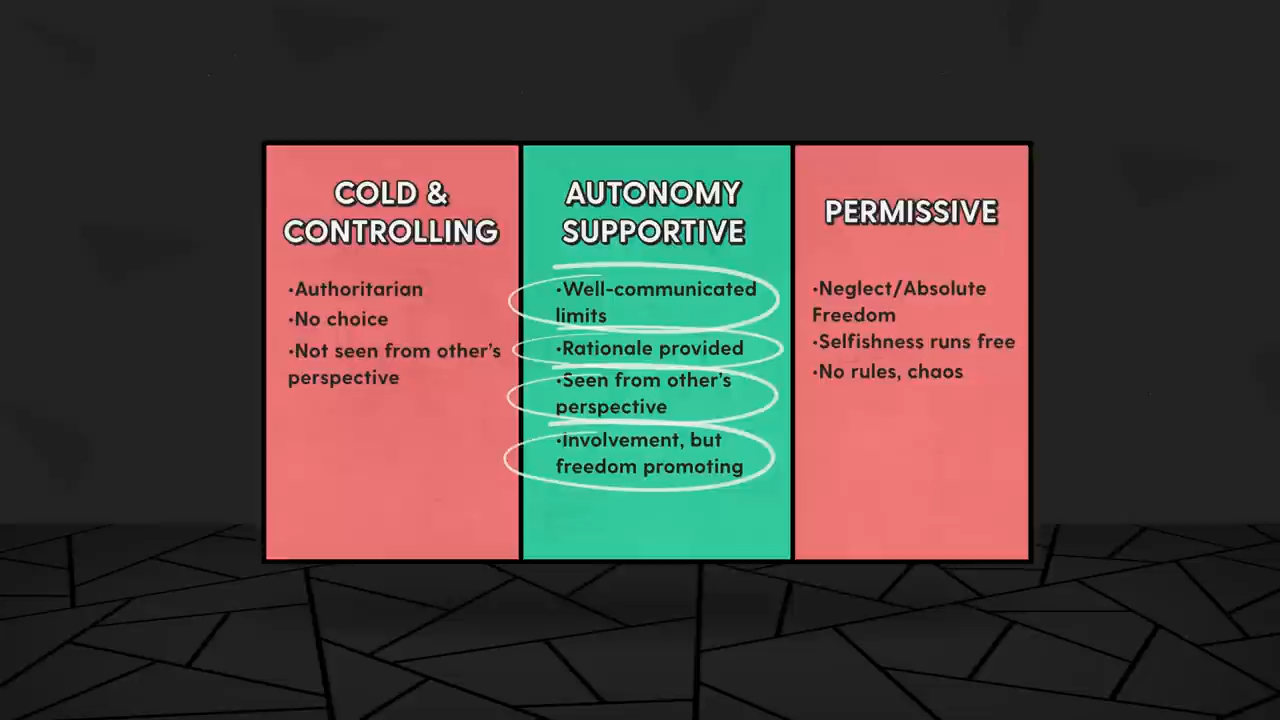 COLD &
CONTROLLING
·Authoritarian
·No choice
·Not seen from other's
perspective
AUTONOMY
SUPPORTIVE
·Well-communicated
limits
·Rationale provided
·Seen from other's
perspective
·Involvement, but
freedom promoting
PERMISSIVE
·Neglect/Absolute
Freedom
·Selfishness runs free
·No rules, chaos